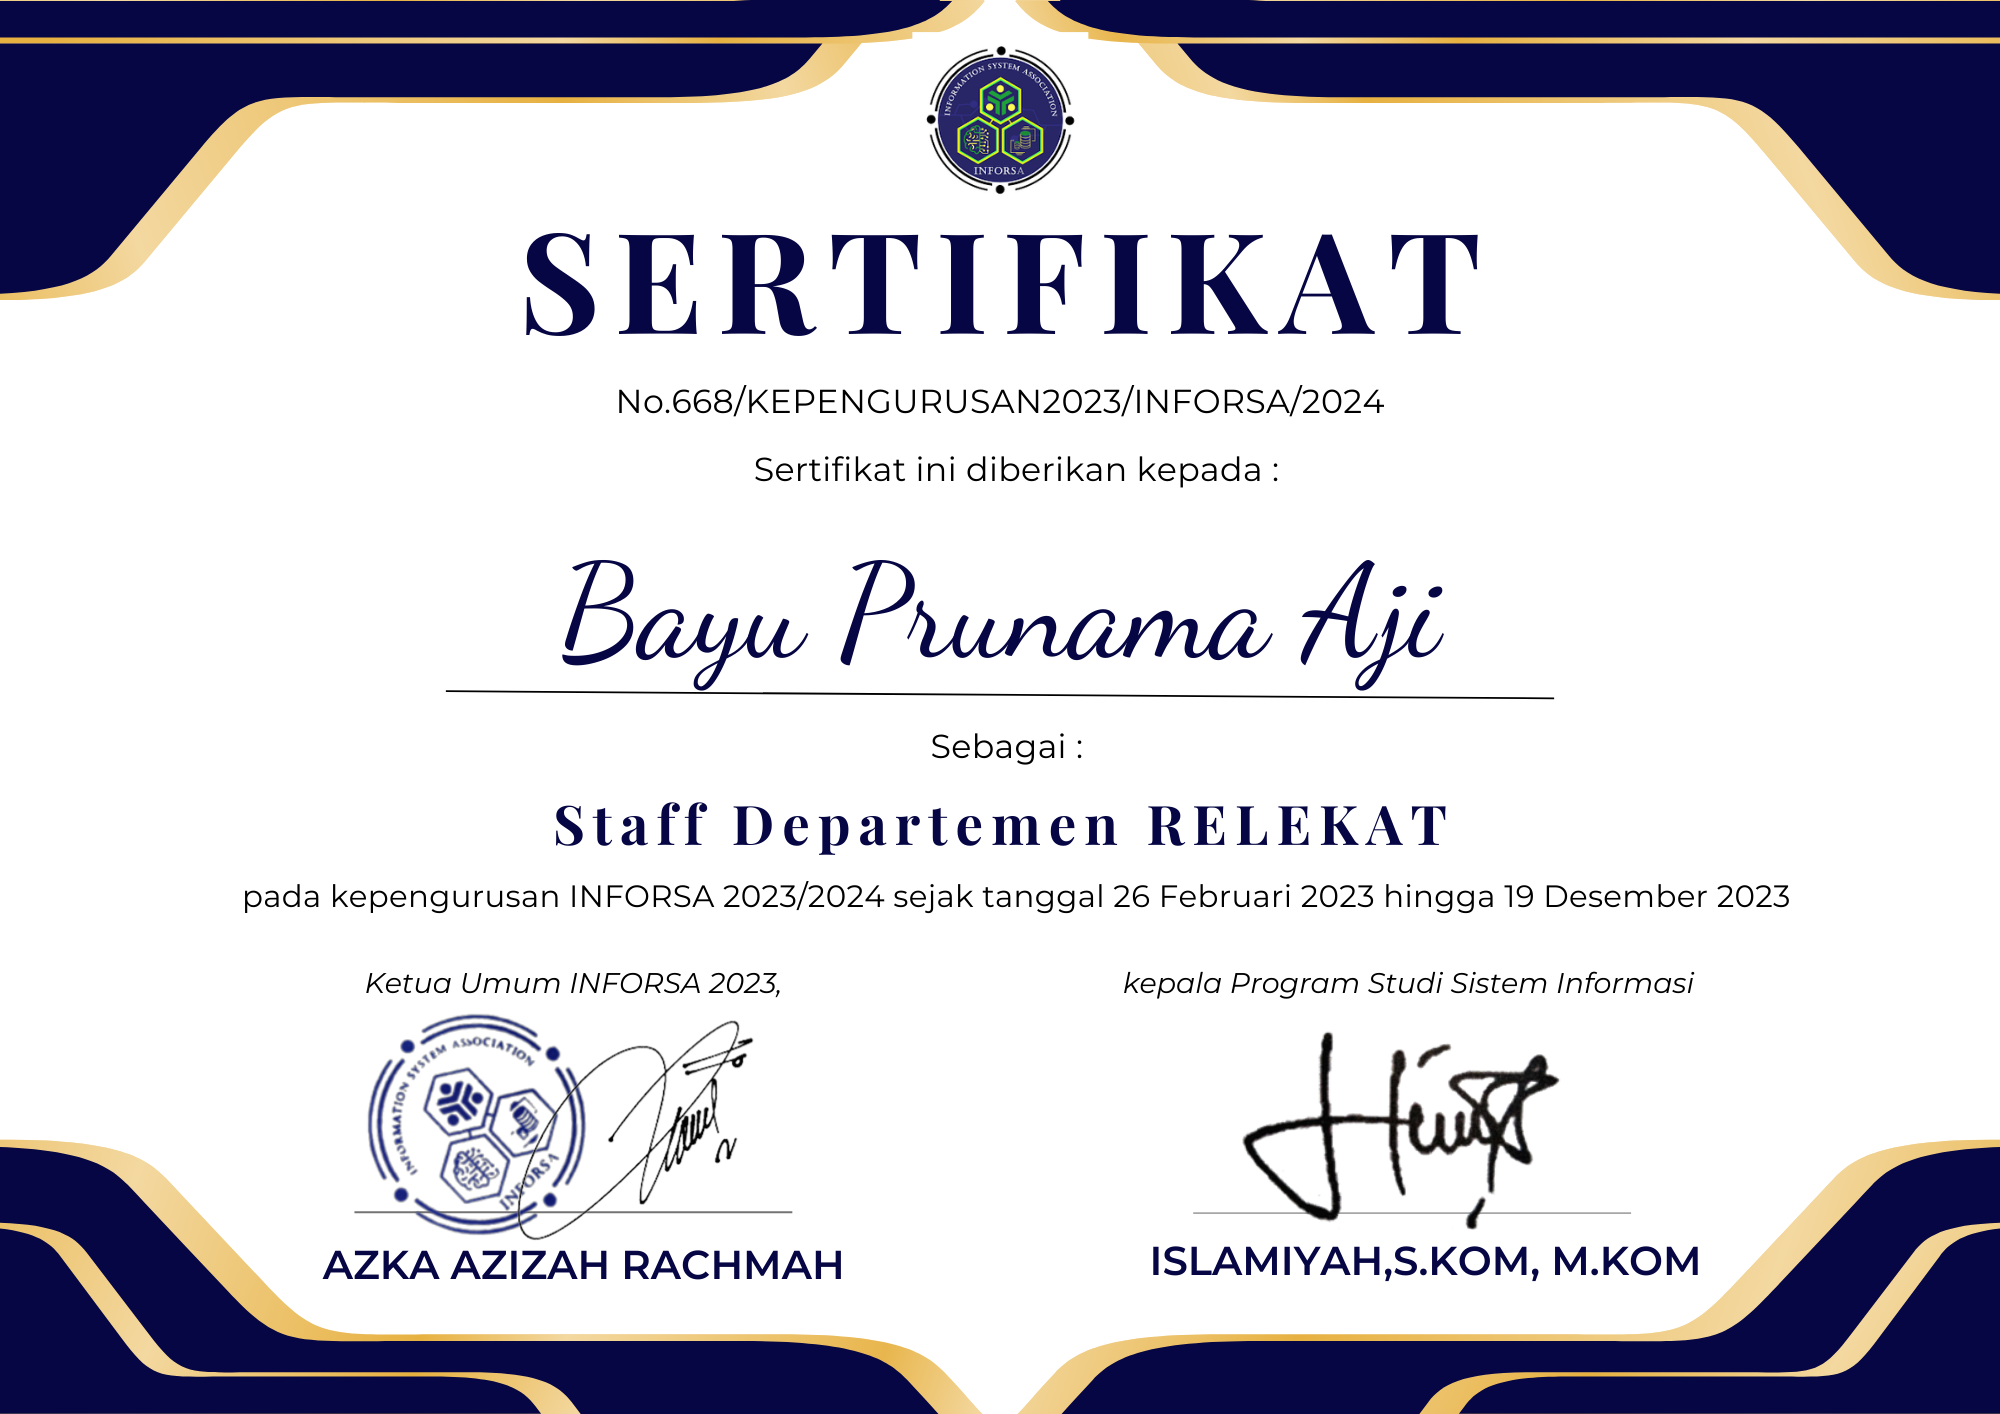 INFORMATION SYSTEM ASSOCIATION
INFORSA
SERTIFIKAT
No.668/KEPENGURUSAN2023/INFORSA/2024
Sertifikat ini diberikan kepada :
Bayu Prunama Aji
Sebagai :
Staff Departemen RELEKAT
pada kepengurusan INFORSA 2023/2024 sejak tanggal 26 Februari 2023 hingga 19 Desember 2023
Ketua Umum INFORSA 2023,
INFORMATION SYSTEM ASSOCIATION
INFORSA
AZKA AZIZAH RACHMAH
kepala Program Studi Sistem Informasi
ISLAMIYAH,S.KOM, M.KOM